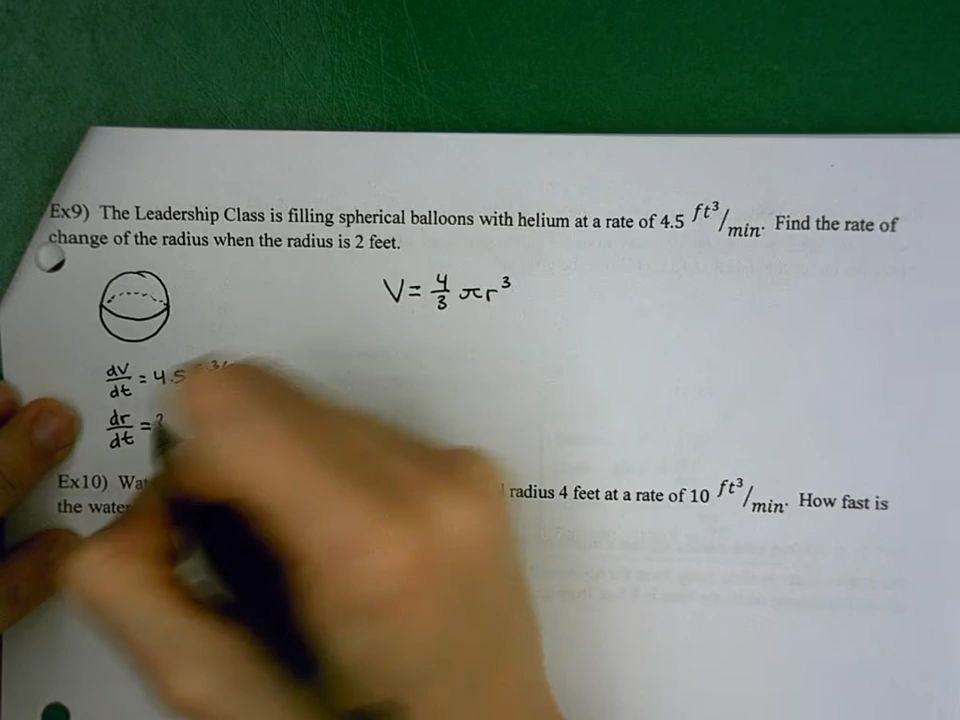 Ex9) The Leadership Class is filling spherical balloons with helium at a rate of 4.5 ft³/min. Find the rate of
change of the radius when the radius is 2 feet.
V = 4/3 πr³
dV/dt = 4.5
dr/dt = ?
Ex10) radius 4 feet at a rate of 10 ft³/min. How fast is
the water